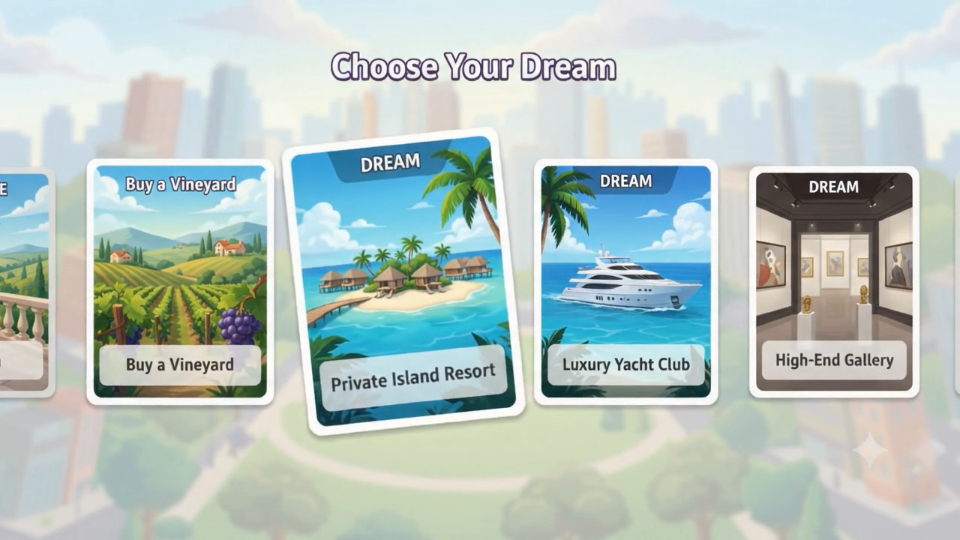 Choose Your Dream
E
Buy a Vineyard
Buy a Vineyard
DREAM
Private Island Resort
DREAM
Luxury Yacht Club
DREAM
High-End Gallery